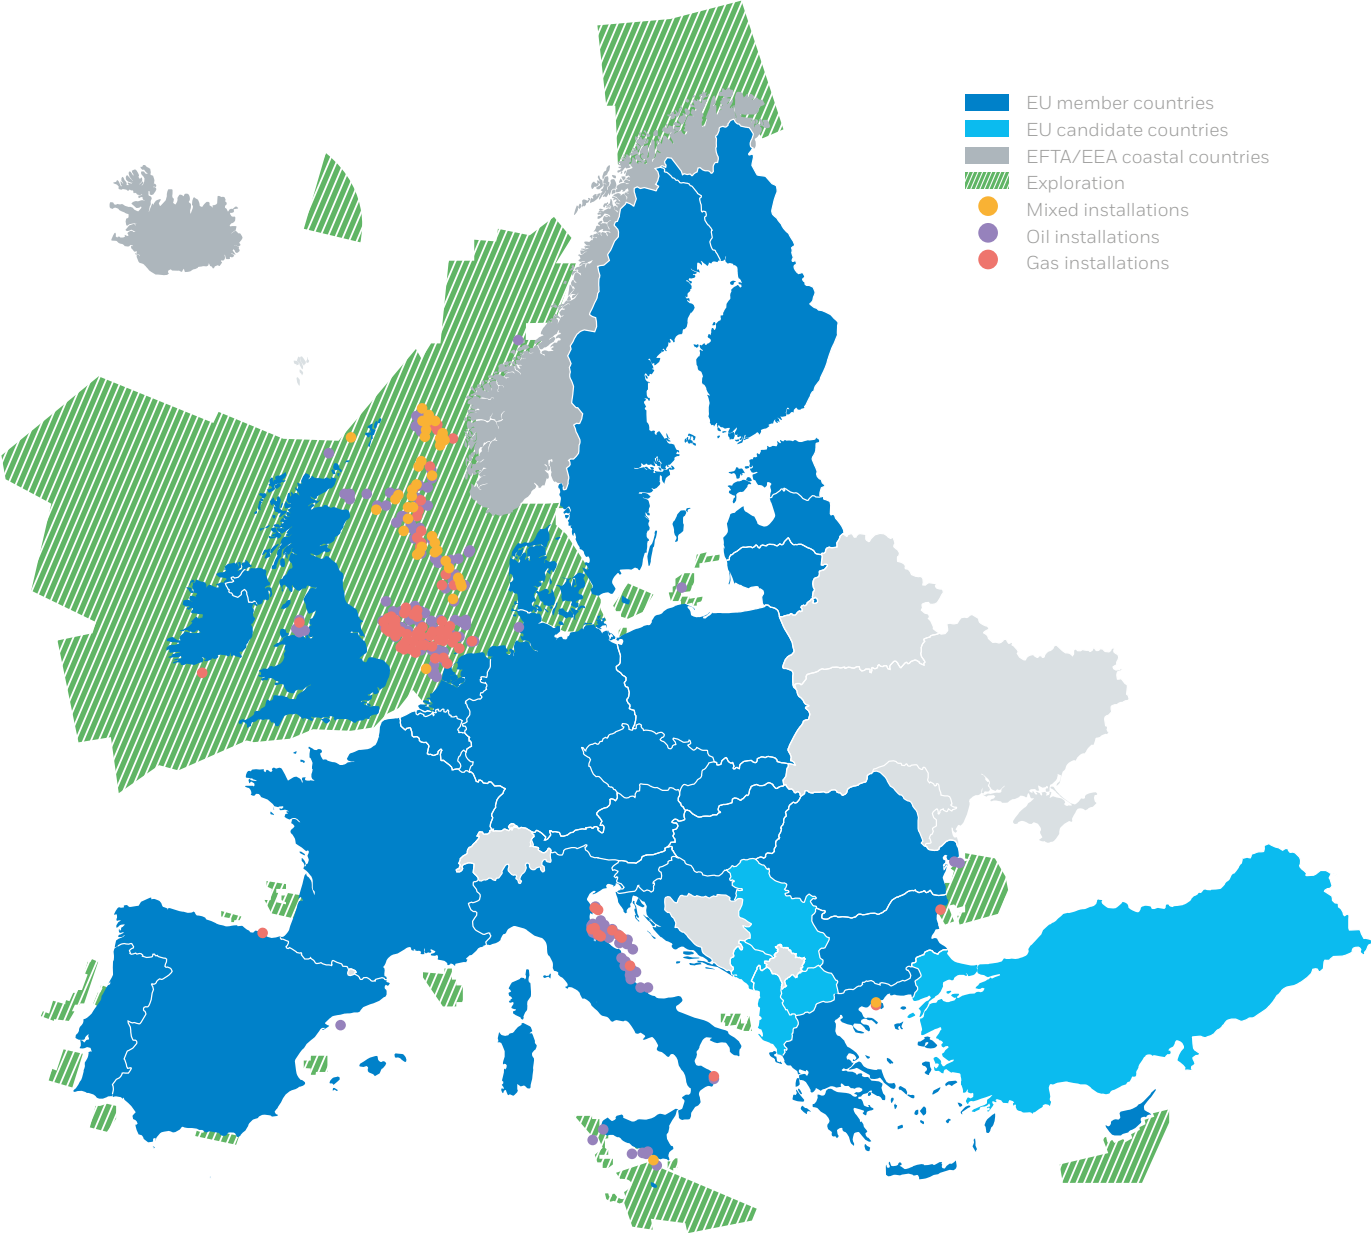 EU member countries
EU candidate countries
EFTA/EEA coastal countries
Exploration
Mixed installations
Oil installations
Gas installations